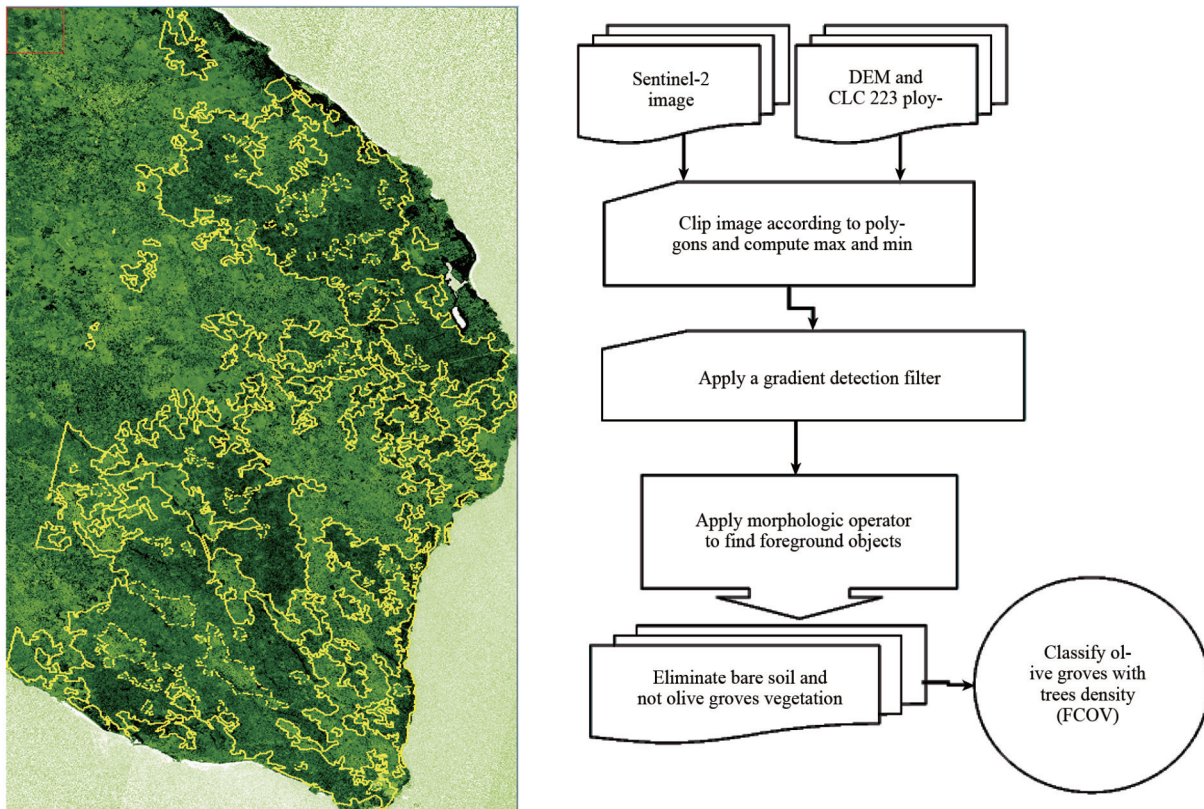 Sentinel-2
image
DEM and
CLC 223 ploy-
Clip image according to poly-
gons and compute max and min
Apply a gradient detection filter
Apply morphologic operator
to find foreground objects
Eliminate bare soil and
not olive groves vegetation
Classify ol-
ive groves with
trees density
(FCOV)